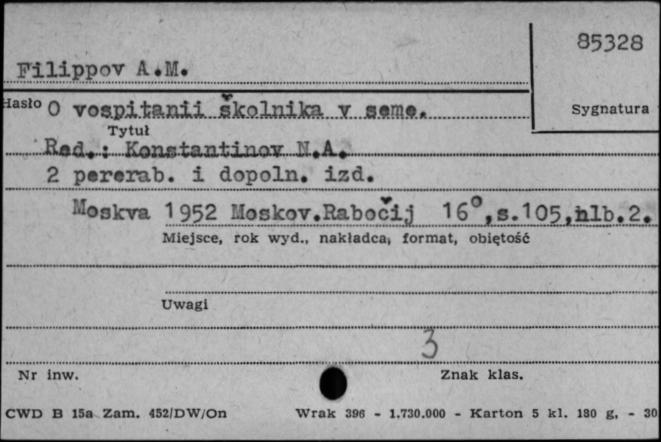 85328
Filippov A.M.
Hasło O vospitanii školnika v seme.
Sygnatura
Tytuł
Red.: Konstantinov N.A.
2 pererab. i dopoln. izd.
Moskva 1952 Moskov.Rabočij 16°,s.105,nlb.2.
Miejsce, rok wyd., nakładca, format, objętość
Uwagi
3
Nr inw.
Znak klas.
CWD B 15a Zam. 452/DW/On Wrak 396 - 1.730.000 - Karton 5 kl. 180 g, - 30